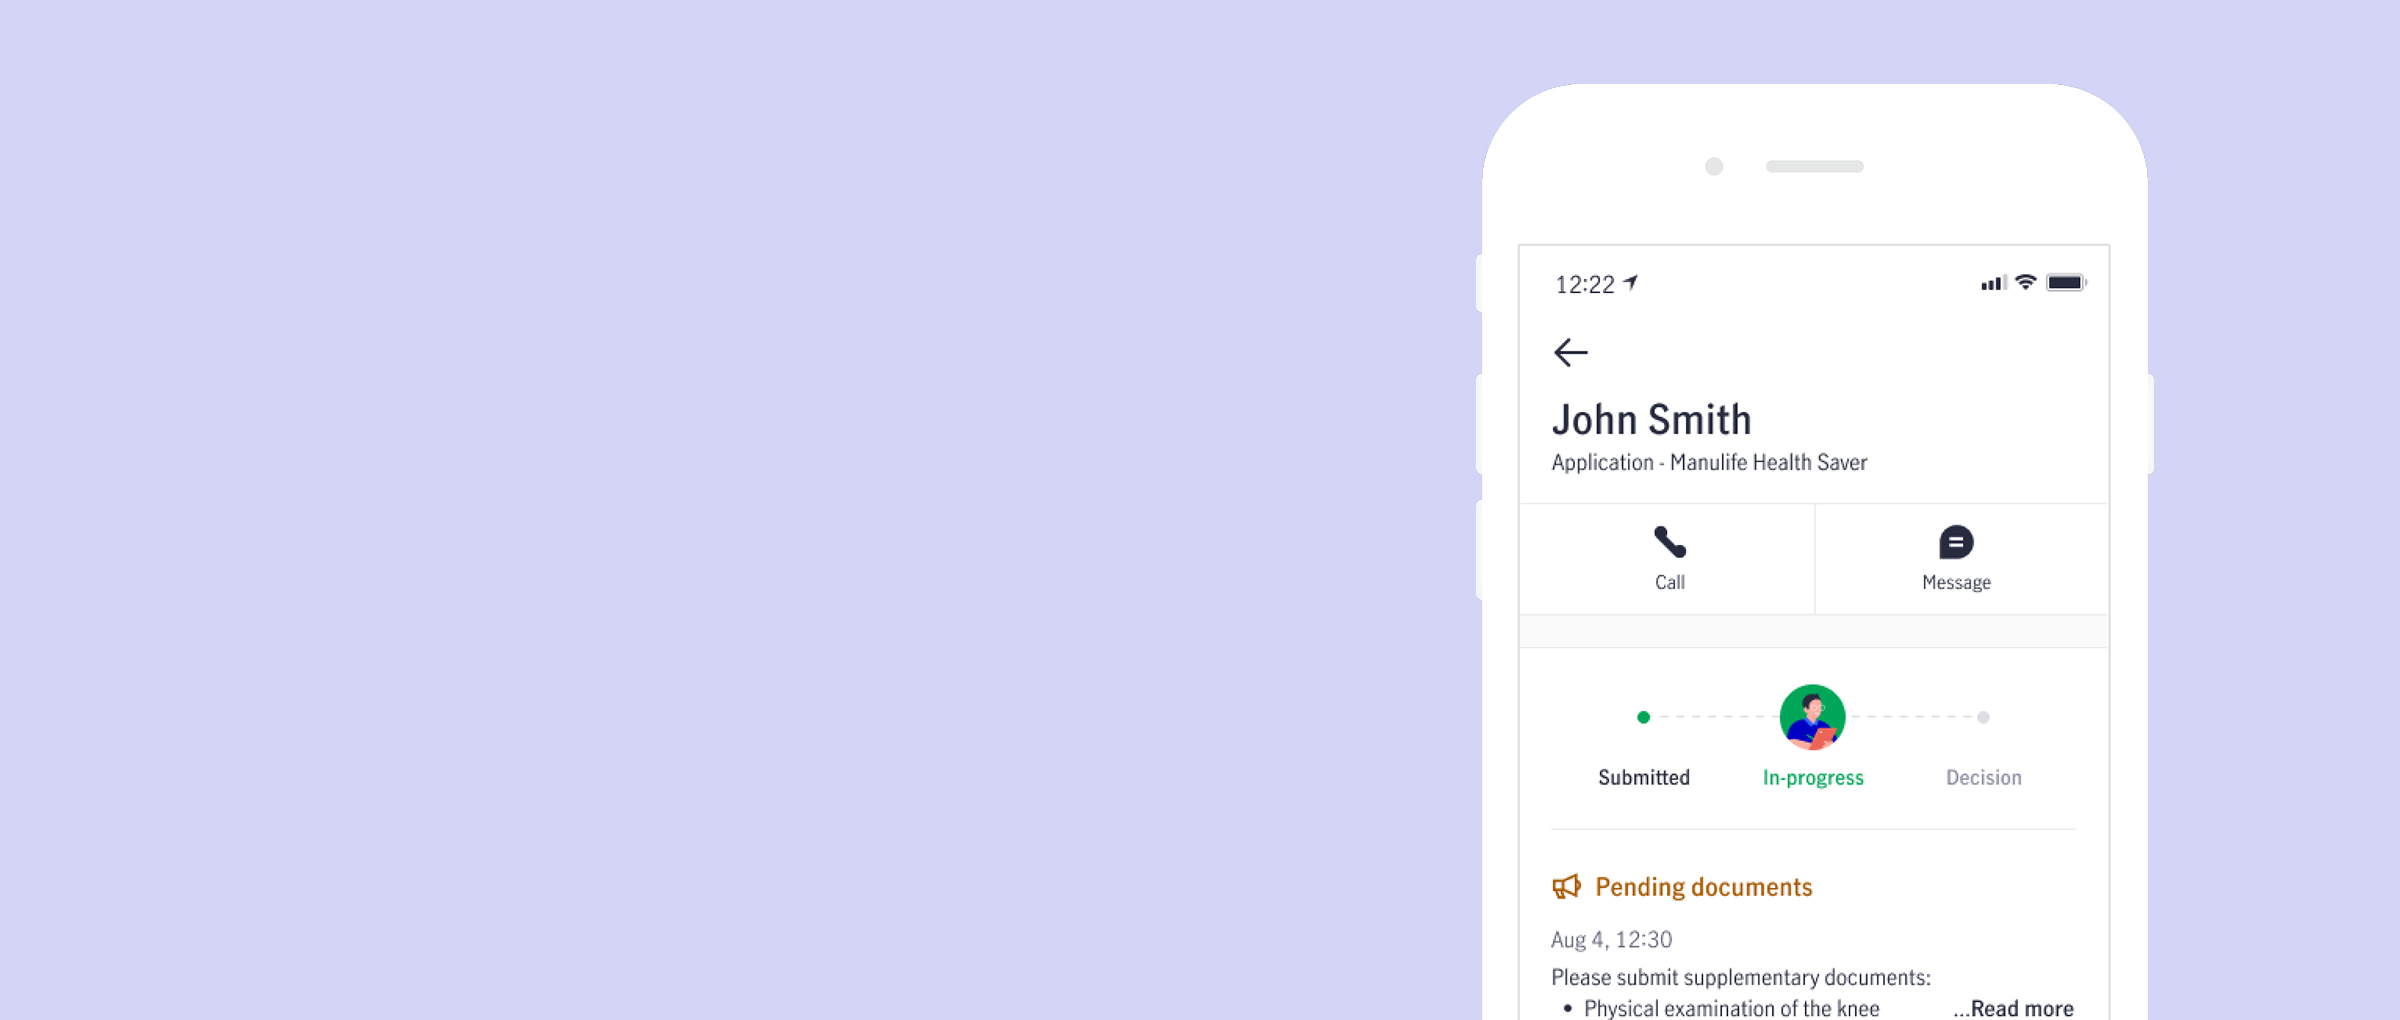 12:22
John Smith
Application - Manulife Health Saver
Call
Message
Submitted
In-progress
Decision
Pending documents
Aug 4, 12:30
Please submit supplementary documents:
• Physical examination of the knee ...Read more